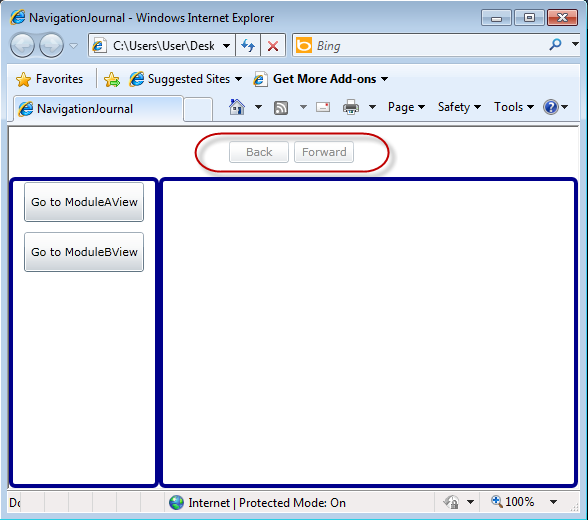 NavigationJournal - Windows Internet Explorer
C:\Users\User\Desk
Bing
Favorites
Suggested Sites
Get More Add-ons
NavigationJournal
Page
Safety
Tools
Back
Forward
Go to ModuleAView
Go to ModuleBView
Internet | Protected Mode: On
100%